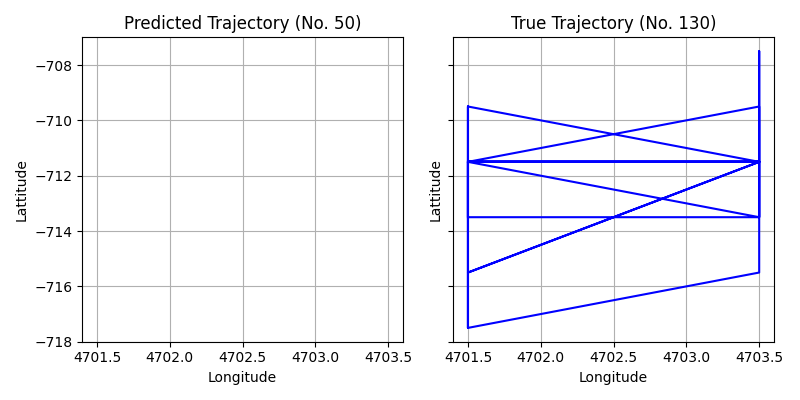 Predicted Trajectory (No. 50)
True Trajectory (No. 130)
−708
−710
−712
−714
−716
−718
Lattitude
Lattitude
4701.5 4702.0 4702.5 4703.0 4703.5
4701.5 4702.0 4702.5 4703.0 4703.5
Longitude
Longitude